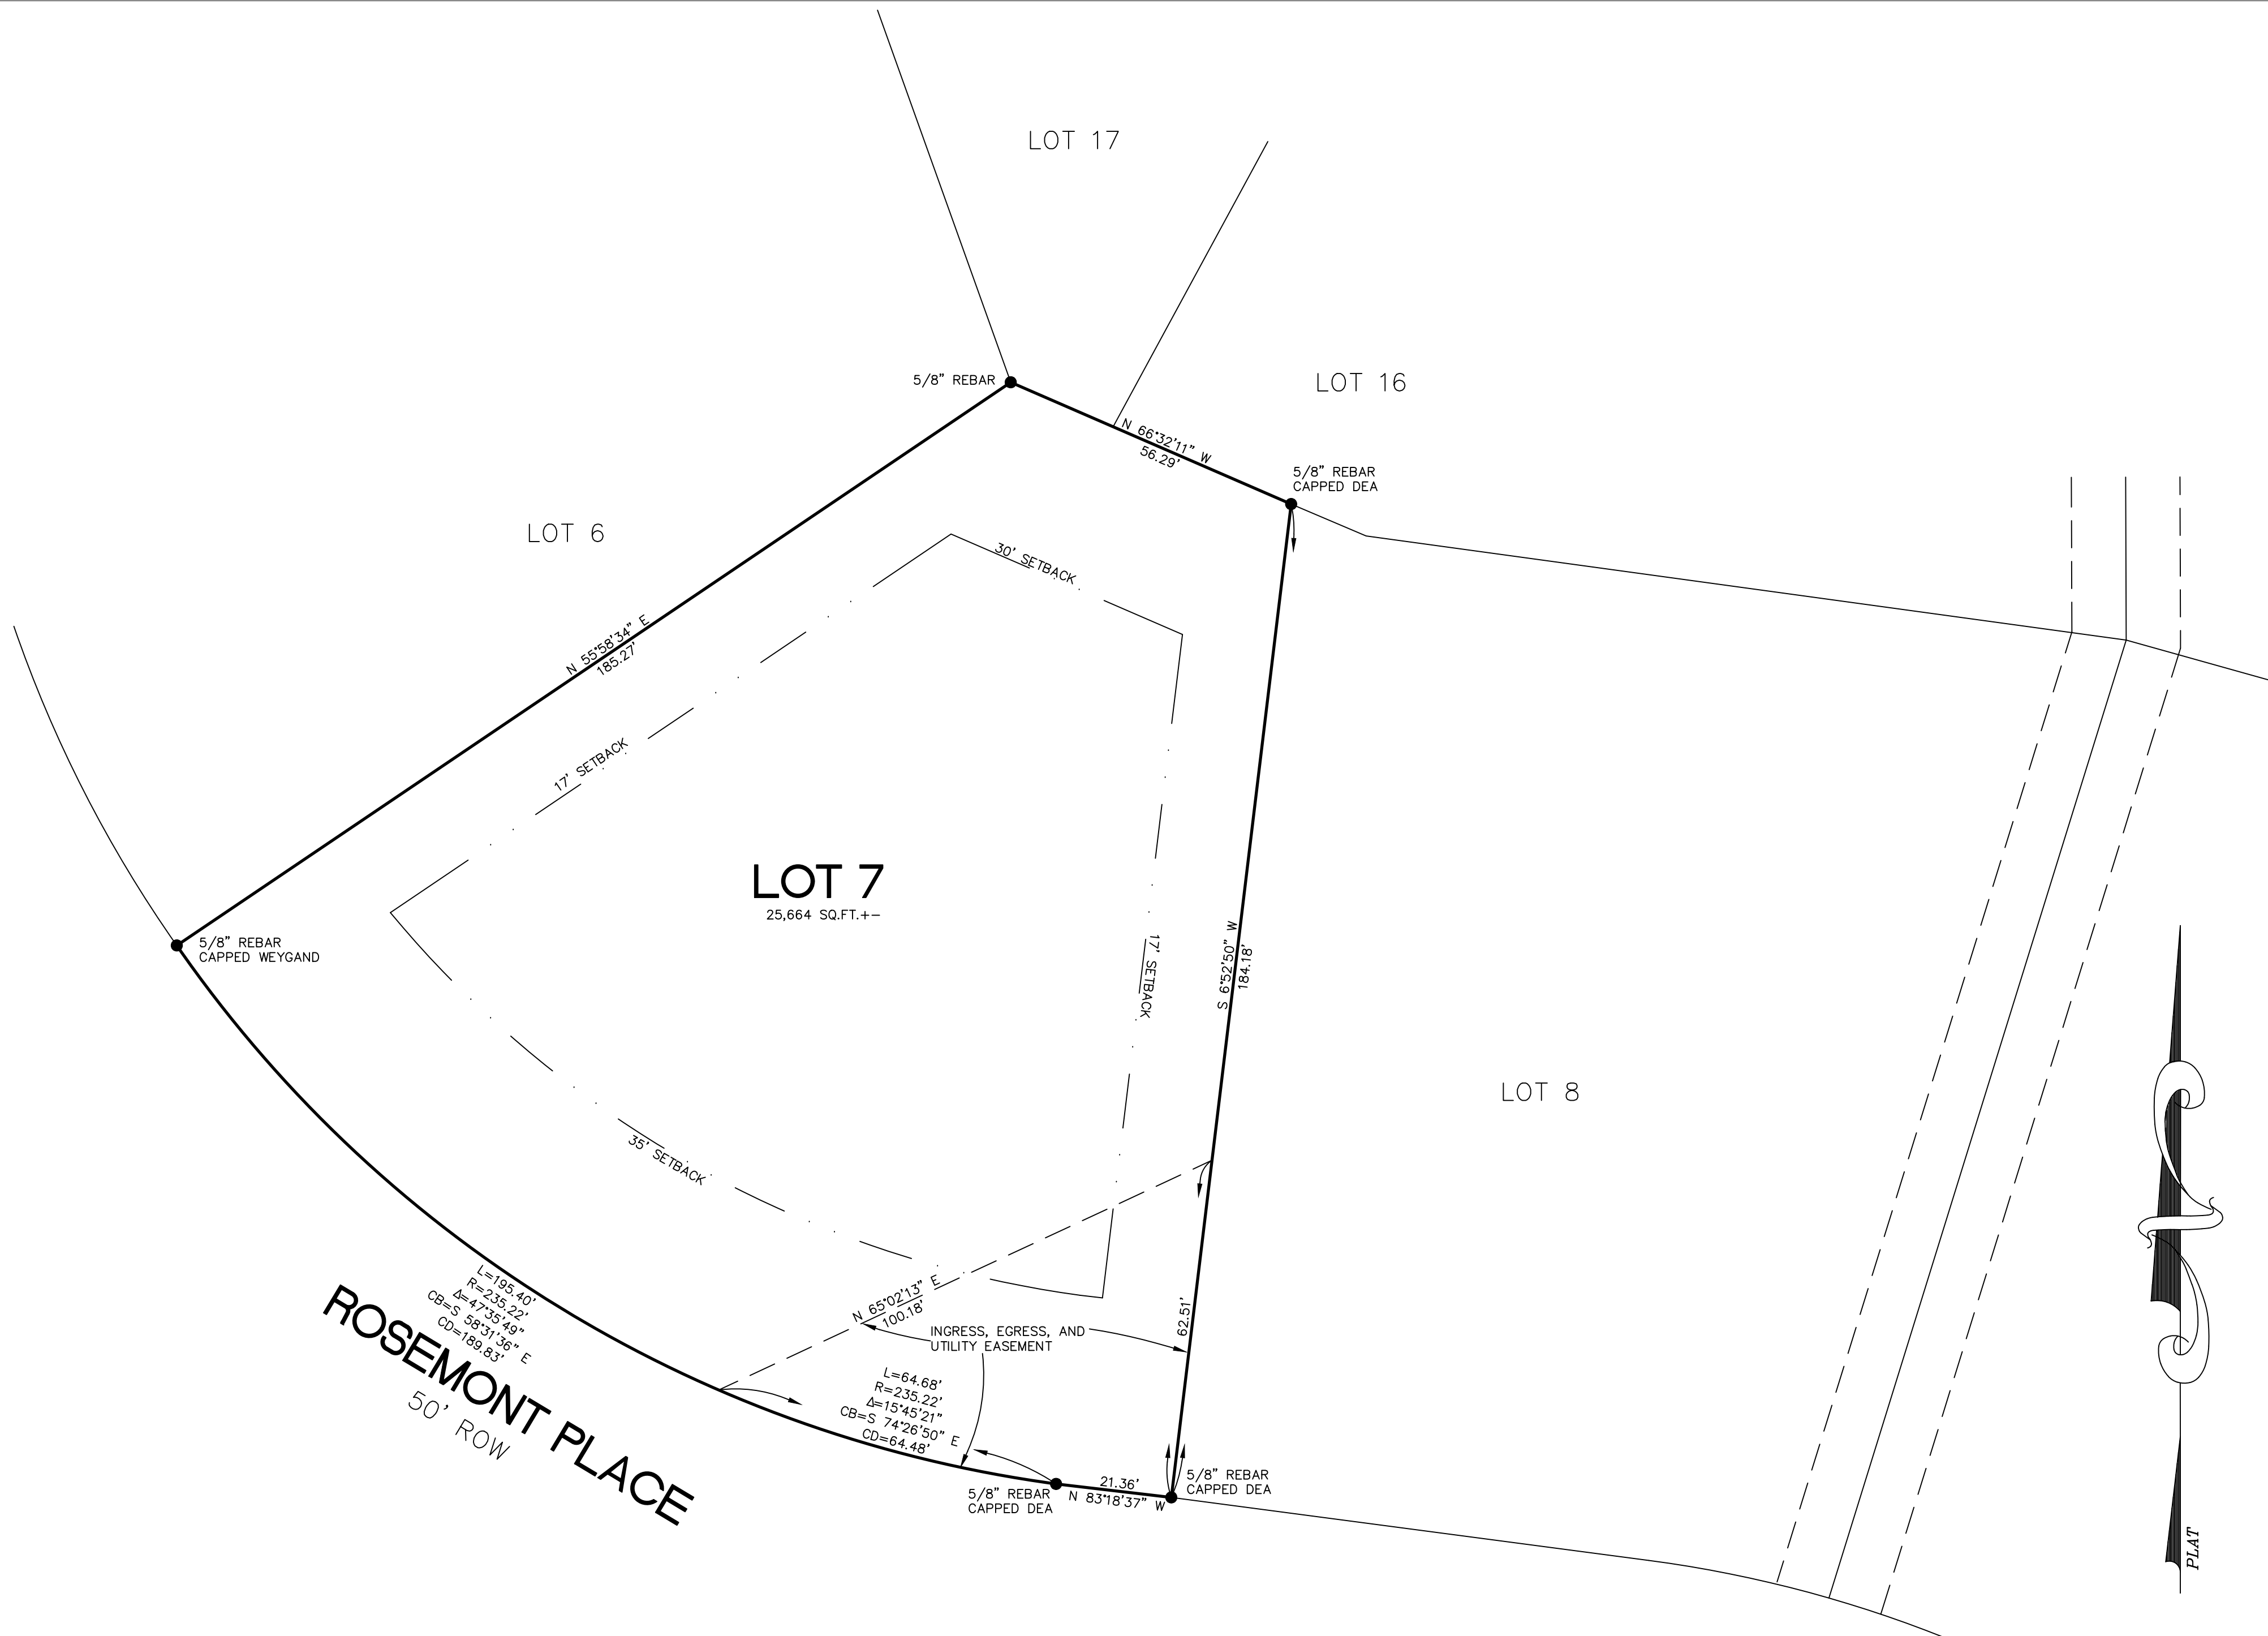 LOT 17
5/8" REBAR
LOT 16
N 66°32'11" W
56.29'
5/8" REBAR
CAPPED DEA
LOT 6
30' SETBACK
N 55°58'34" E
185.27'
17' SETBACK
LOT 7
25,664 SQ.FT.+-
5/8" REBAR
CAPPED WEYGAND
S 6°52'50" W
184.18'
17' SETBACK
LOT 8
35' SETBACK
L=195.40'
R=235.22'
Δ=47°35'49"
CB=S 58°31'36" E
CD=189.83'
ROSEMONT PLACE
50' ROW
N 65°02'13" E
100.18'
62.51'
INGRESS, EGRESS, AND
UTILITY EASEMENT
L=64.68'
R=235.22'
Δ=15°45'21"
CB=S 74°26'50" E
CD=64.48'
21.36'
N 83°18'37" W
5/8" REBAR
CAPPED DEA
5/8" REBAR
CAPPED DEA
PLAT